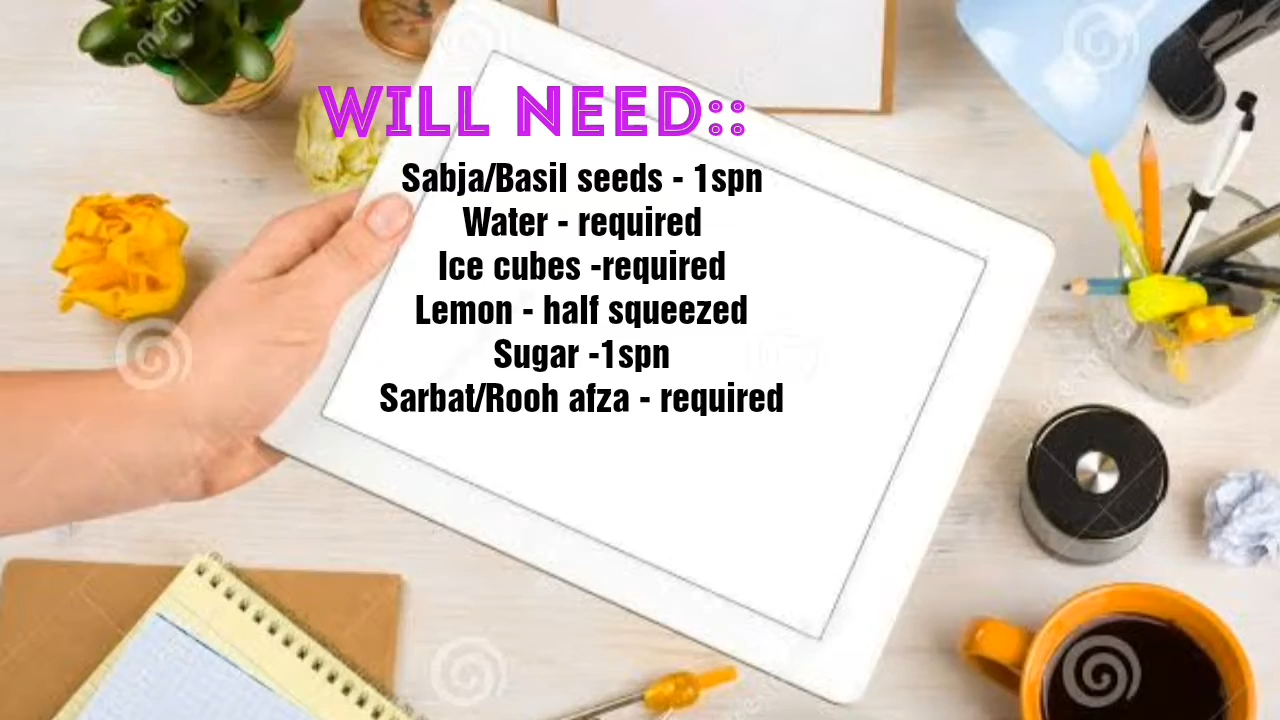 WILL NEED::
Sabja/Basil seeds - 1spn
Water - required
Ice cubes -required
Lemon - half squeezed
Sugar -1spn
Sarbat/Rooh afza - required